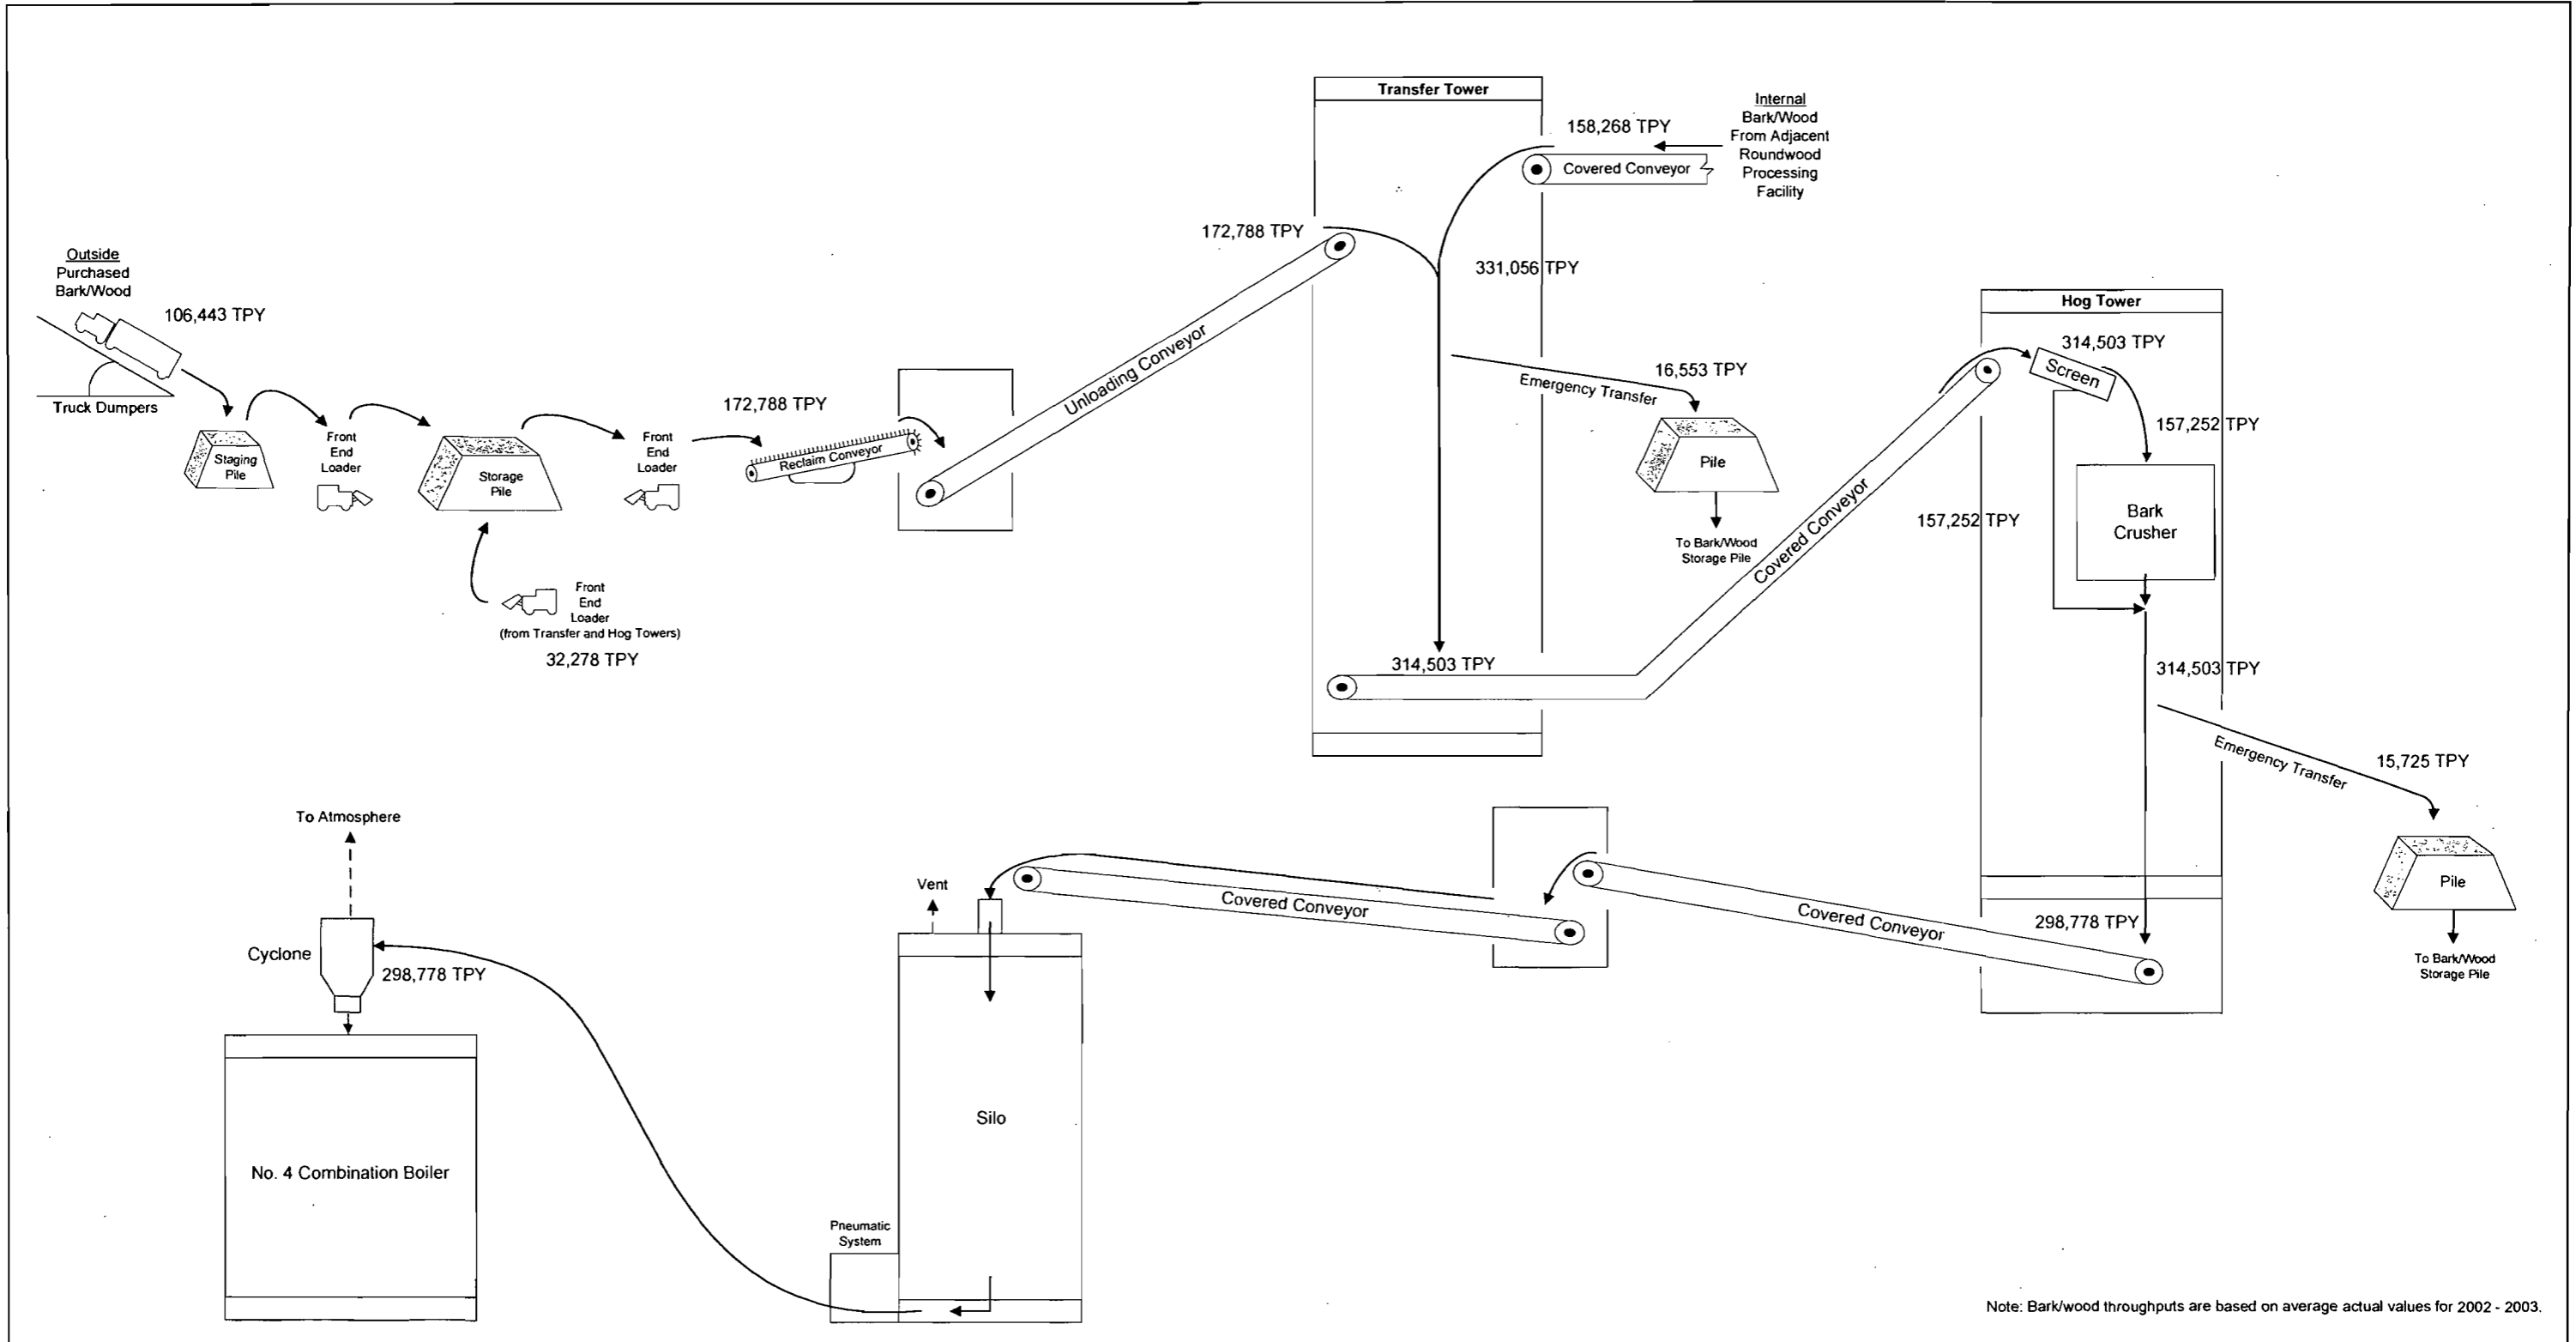 Transfer Tower
Internal
Bark/Wood
From Adjacent
Roundwood
Processing
Facility
158,268 TPY
Covered Conveyor
172,788 TPY
331,056 TPY
Outside
Purchased
Bark/Wood
106,443 TPY
Truck Dumpers
Staging
Pile
Front
End
Loader
Storage
Pile
Front
End
Loader
172,788 TPY
Reclaim Conveyor
Unloading Conveyor
Front
End
Loader
(from Transfer and Hog Towers)
32,278 TPY
Emergency Transfer
16,553 TPY
Pile
To Bark/Wood
Storage Pile
314,503 TPY
Covered Conveyor
Hog Tower
314,503 TPY
Screen
157,252 TPY
157,252 TPY
Bark
Crusher
314,503 TPY
Emergency Transfer
15,725 TPY
Pile
To Bark/Wood
Storage Pile
298,778 TPY
Covered Conveyor
Covered Conveyor
Vent
Silo
Pneumatic
System
To Atmosphere
Cyclone
298,778 TPY
No. 4 Combination Boiler
Note: Bark/wood throughputs are based on average actual values for 2002 - 2003.